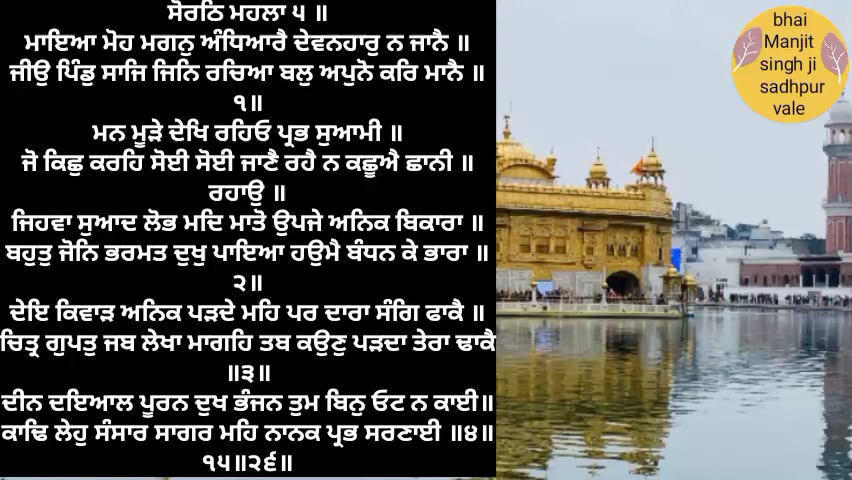 ਸੋਰਠਿ ਮਹਲਾ ੫ ॥
ਮਾਇਆ ਮੋਹ ਮਗਨੁ ਅੰਧਿਆਰੈ ਦੇਵਨਹਾਰੁ ਨ ਜਾਨੈ ॥
ਜੀਉ ਪਿੰਡੁ ਸਾਜਿ ਜਿਨਿ ਰਚਿਆ ਬਲੁ ਅਪੁਨੋ ਕਰਿ ਮਾਨੈ ॥
੧॥
ਮਨ ਮੂੜੇ ਦੇਖਿ ਰਹਿਓ ਪ੍ਰਭ ਸੁਆਮੀ ॥
ਜੋ ਕਿਛੁ ਕਰਹਿ ਸੋਈ ਸੋਈ ਜਾਣੈ ਰਹੈ ਨ ਕਛੂਐ ਛਾਨੀ ॥
ਰਹਾਉ ॥
ਜਿਹਵਾ ਸੁਆਦ ਲੋਭ ਮਦਿ ਮਾਤੋ ਉਪਜੇ ਅਨਿਕ ਬਿਕਾਰਾ ॥
ਬਹੁਤੁ ਜੋਨਿ ਭਰਮਤ ਦੁਖੁ ਪਾਇਆ ਹਉਮੈ ਬੰਧਨ ਕੇ ਭਾਰਾ ॥
੨॥
ਦੇਇ ਕਿਵਾੜ ਅਨਿਕ ਪੜਦੇ ਮਹਿ ਪਰ ਦਾਰਾ ਸੰਗਿ ਫਾਕੈ ॥
ਚਿਤ੍ਰ ਗੁਪਤੁ ਜਬ ਲੇਖਾ ਮਾਗਹਿ ਤਬ ਕਉਣੁ ਪੜਦਾ ਤੇਰਾ ਢਾਕੈ
॥੩॥
ਦੀਨ ਦਇਆਲ ਪੂਰਨ ਦੁਖ ਭੰਜਨ ਤੁਮ ਬਿਨੁ ਓਟ ਨ ਕਾਈ॥
ਕਾਢਿ ਲੇਹੁ ਸੰਸਾਰ ਸਾਗਰ ਮਹਿ ਨਾਨਕ ਪ੍ਰਭ ਸਰਣਾਈ ॥੪॥
੧੫॥੨੬॥
bhai
Manjit
singh ji
sadhpur
vale